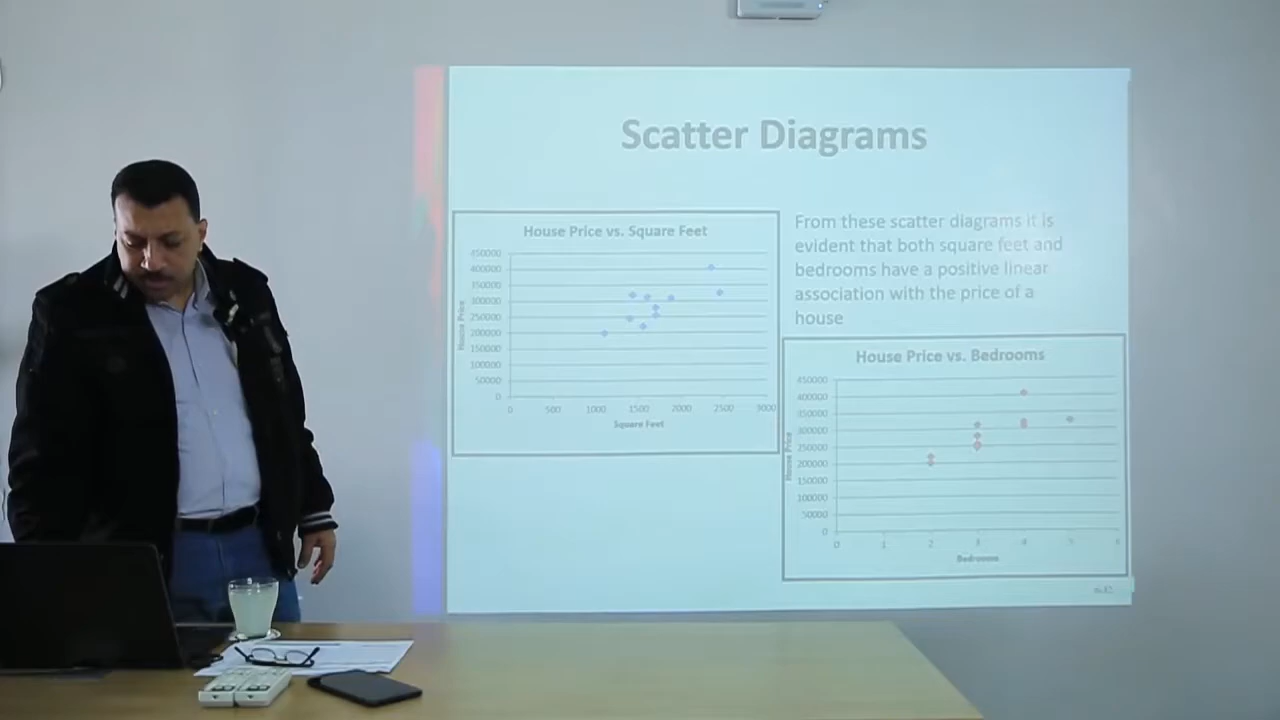 Scatter Diagrams
House Price vs. Square Feet
450000
400000
350000
300000
250000
200000
150000
100000
50000
0
House Price
0 500 1000 1500 2000 2500 3000
Square Feet
From these scatter diagrams it is
evident that both square feet and
bedrooms have a positive linear
association with the price of a
house
House Price vs. Bedrooms
450000
400000
350000
300000
250000
200000
150000
100000
50000
0
House Price
0 1 2 3 4 5 6
Bedrooms